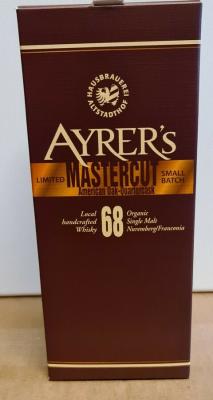 HAUSBRAUEREI
ALTSTADTHOF
AYRER'S
LIMITED
MASTERCUT
SMALL
BATCH
American Oak-Quartercask
Local
handcrafted
Whisky
68
Organic
Single Malt
Nuremberg/Franconia